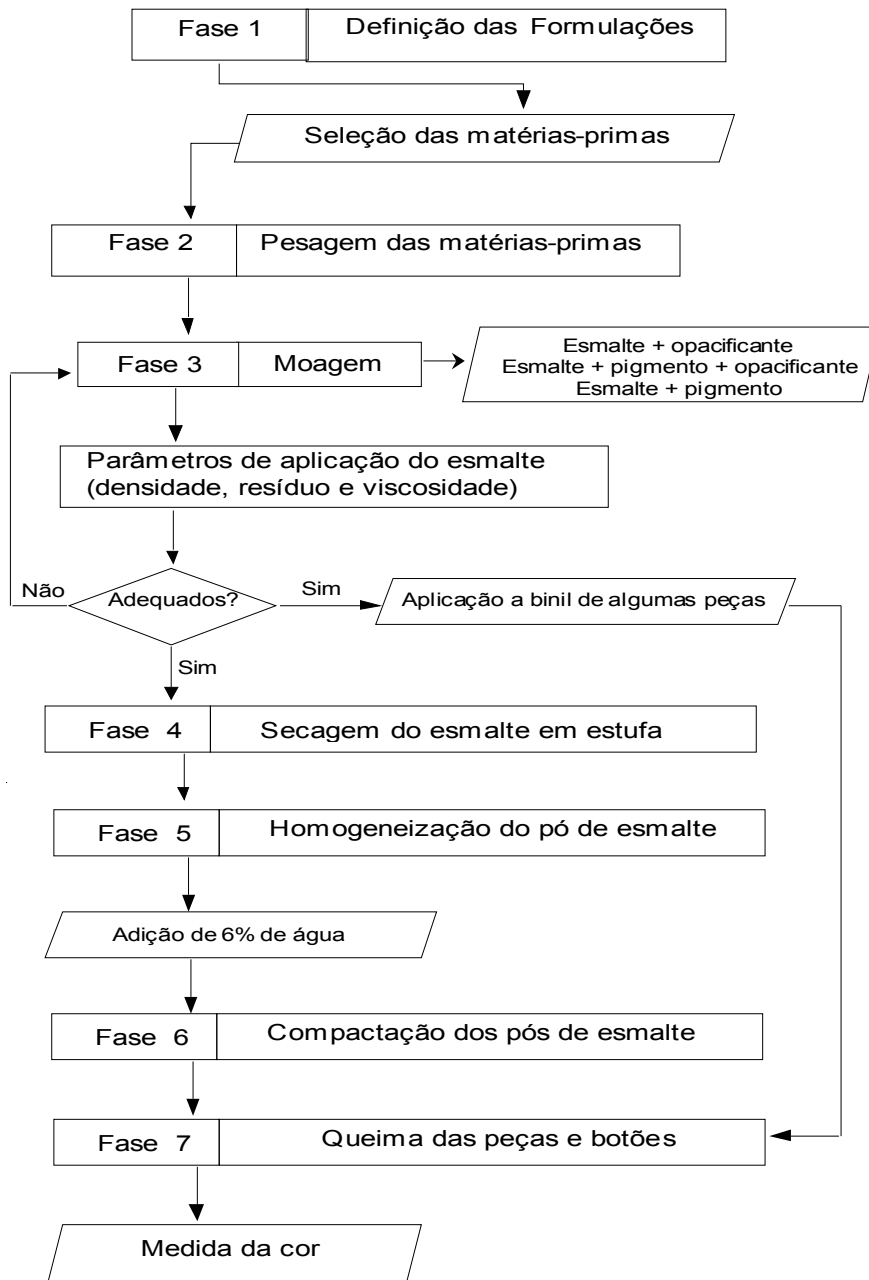 Fase 1 Definição das Formulações
Seleção das matérias-primas
Fase 2 Pesagem das matérias-primas
Fase 3 Moagem
Esmalte + opacificante
Esmalte + pigmento + opacificante
Esmalte + pigmento
Parâmetros de aplicação do esmalte
(densidade, resíduo e viscosidade)
Não
Adequados?
Sim
Aplicação a binil de algumas peças
Sim
Fase 4 Secagem do esmalte em estufa
Fase 5 Homogeneização do pó de esmalte
Adição de 6% de água
Fase 6 Compactação dos pós de esmalte
Fase 7 Queima das peças e botões
Medida da cor